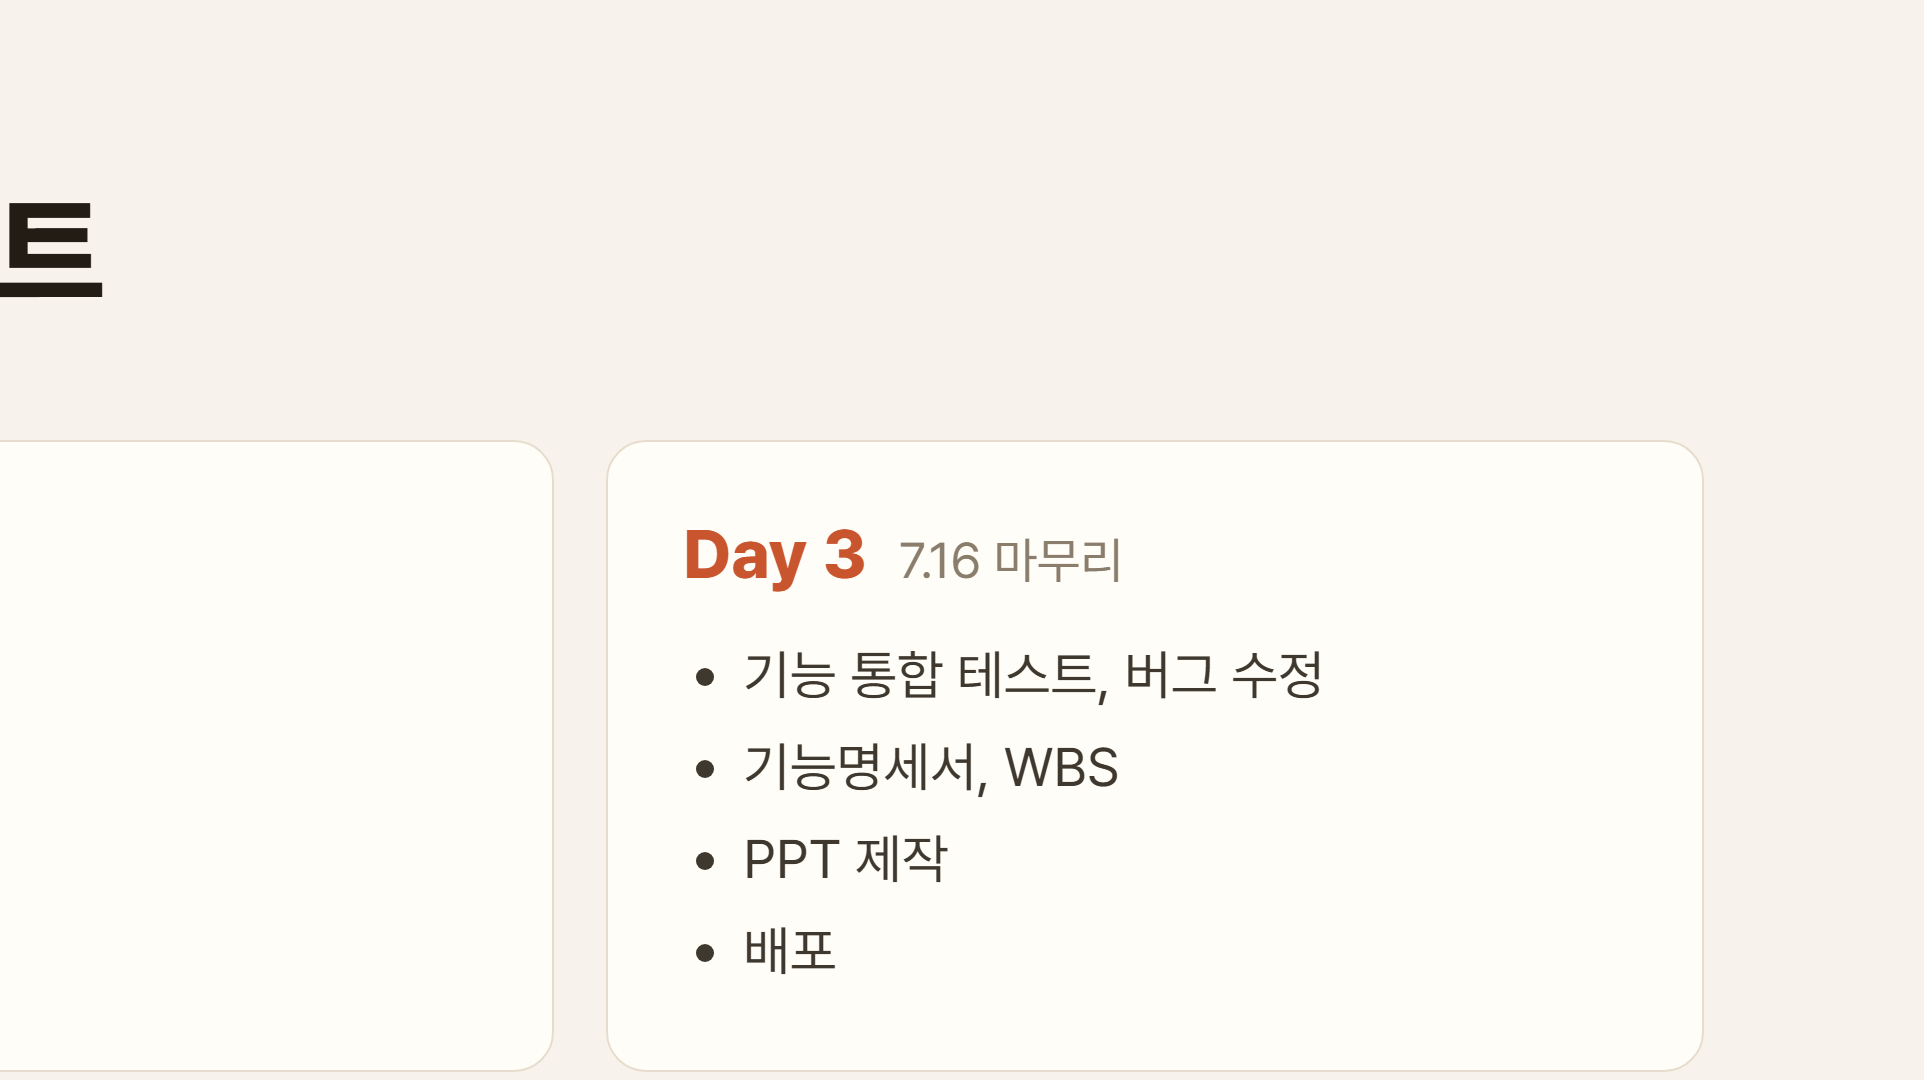 트
Day 3 7.16 마무리
• 기능 통합 테스트, 버그 수정
• 기능명세서, WBS
• PPT 제작
• 배포